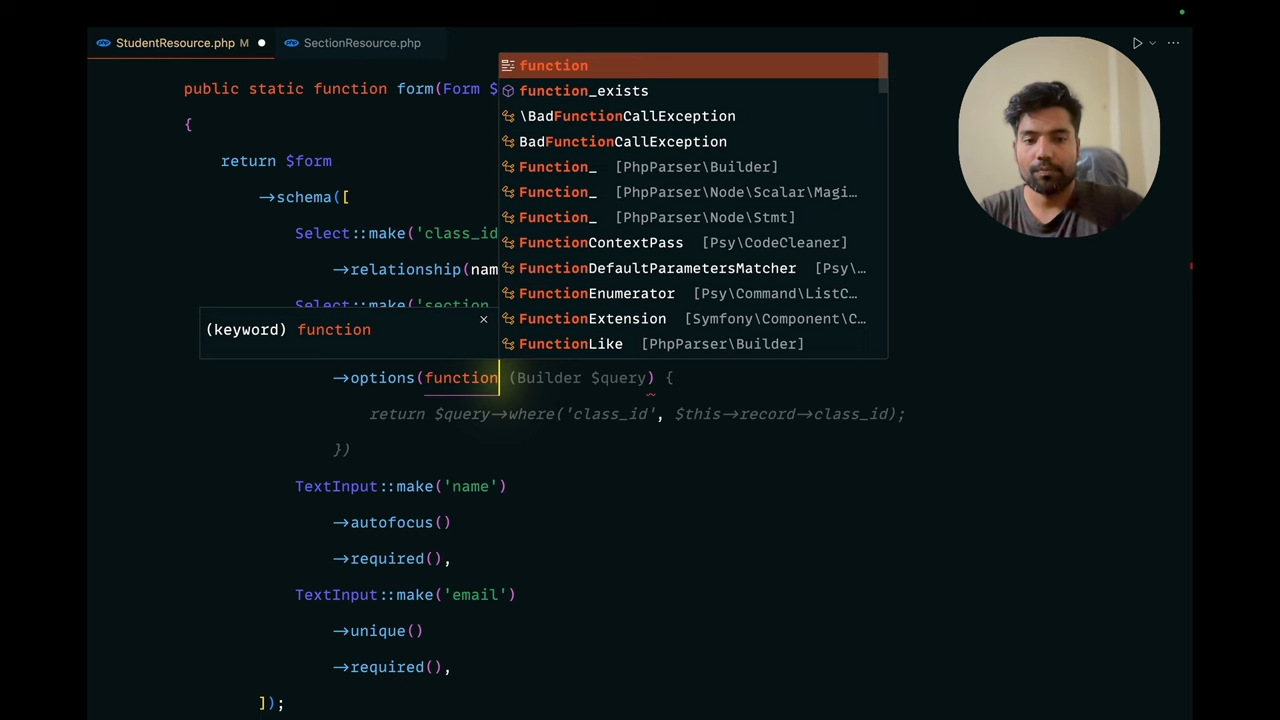 StudentResource.php M
SectionResource.php
public static function form(Form $
{
return $form
->schema([
Select::make('class_id
->relationship(nam
Select::make('section
->options(function (Builder $query) {
return $query->where('class_id', $this->record->class_id);
})
TextInput::make('name')
->autofocus()
->required(),
TextInput::make('email')
->unique()
->required(),
]);
function
function_exists
\BadFunctionCallException
BadFunctionCallException
Function_ [PhpParser\Builder]
Function_ [PhpParser\Node\Scalar\Magi…
Function_ [PhpParser\Node\Stmt]
FunctionContextPass [Psy\CodeCleaner]
FunctionDefaultParametersMatcher [Psy\…
FunctionEnumerator [Psy\Command\ListC…
FunctionExtension [Symfony\Component\C…
FunctionLike [PhpParser\Builder]
(keyword) function